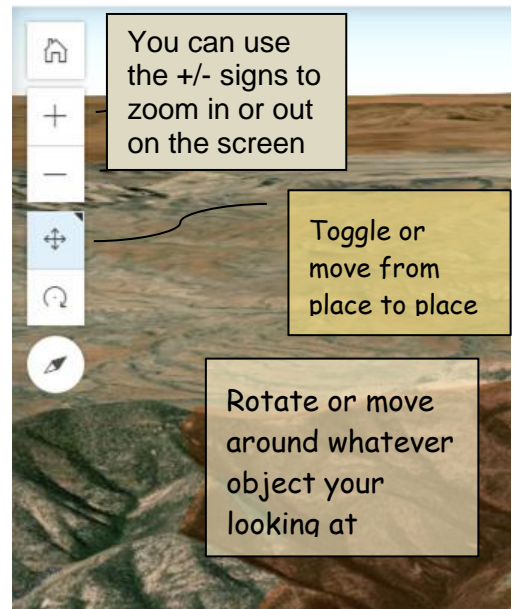 You can use
the +/- signs to
zoom in or out
on the screen
Toggle or
move from
place to place
Rotate or move
around whatever
object your
looking at